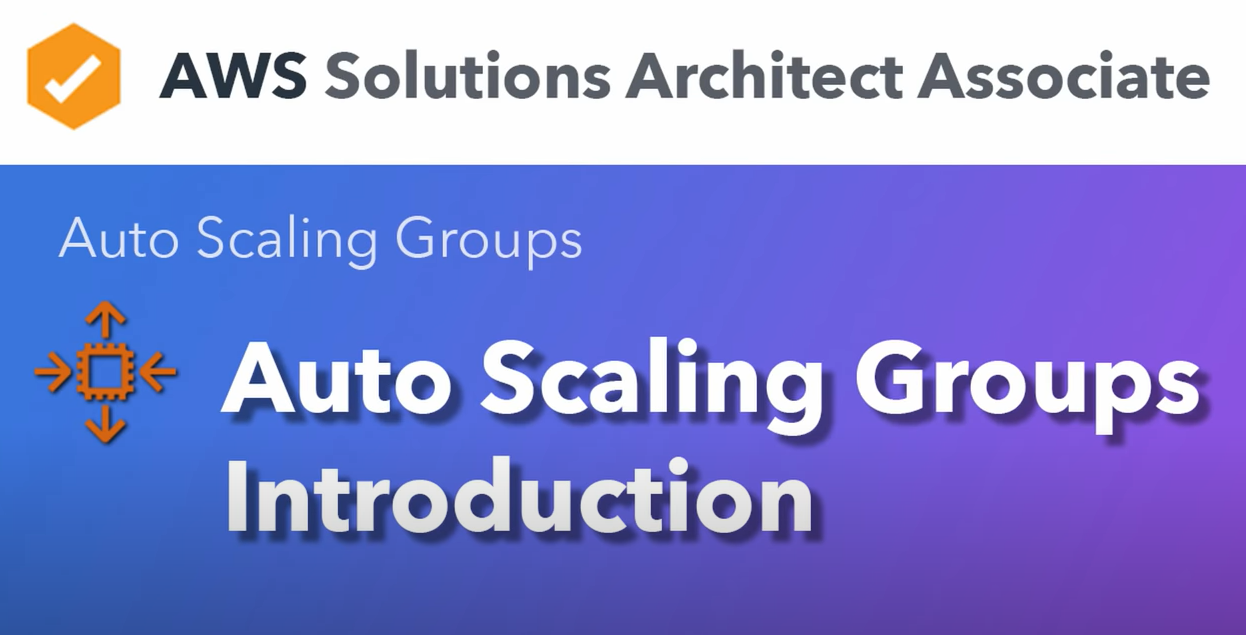 AWS Solutions Architect Associate
Auto Scaling Groups
Auto Scaling Groups
Introduction